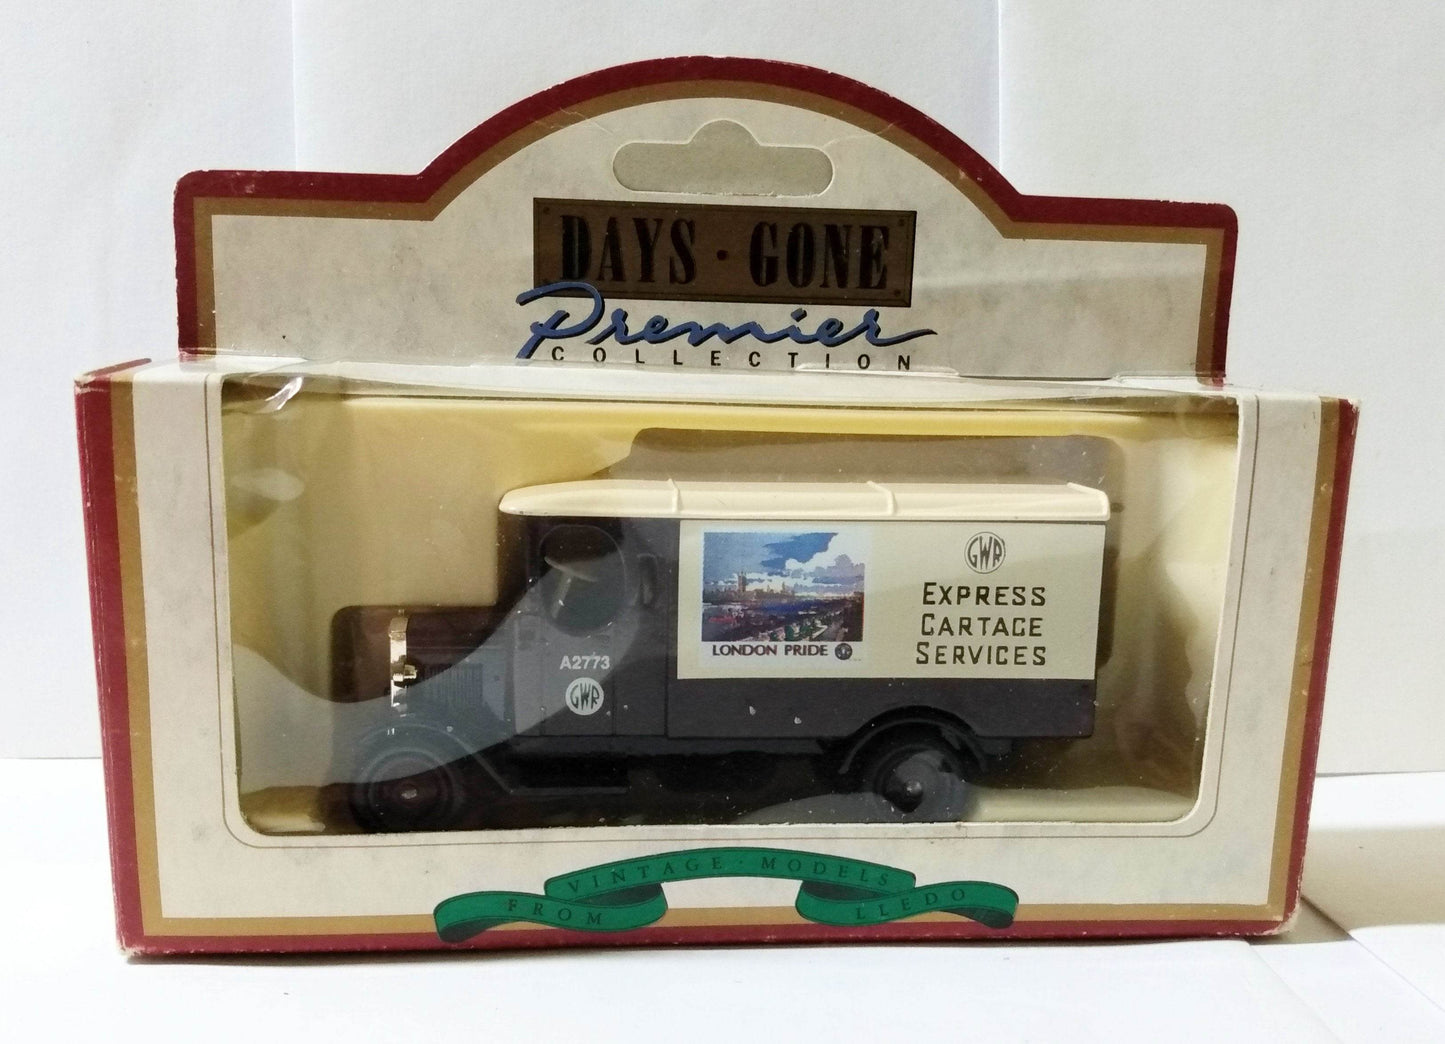 DAYS · GONE
Premier
COLLECTION
GWR
EXPRESS
CARTAGE
SERVICES
LONDON PRIDE
A2773
GWR
VINTAGE · MODELS
FROM LLEDO